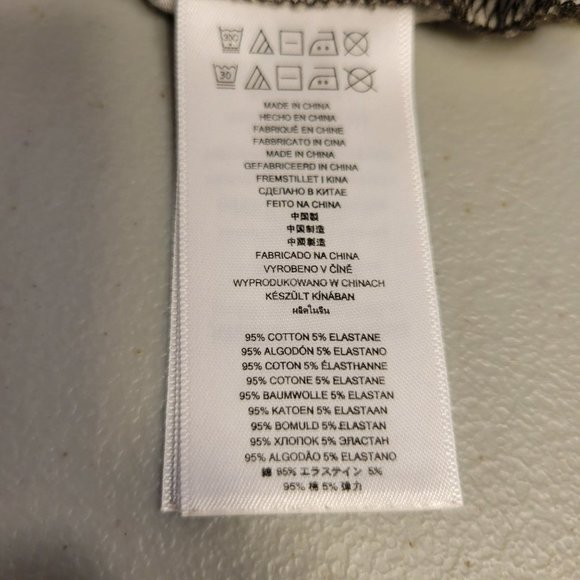 30
MADE IN CHINA
HECHO EN CHINA
FABRIQUÉ EN CHINE
FABBRICATO IN CINA
MADE IN CHINA
GEFABRICEERD IN CHINA
FREMSTILLET I KINA
СДЕЛАНО В КИТАЕ
FEITO NA CHINA
中国製
中国制造
中國製造
FABRICADO NA CHINA
VYROBENO V ČÍNĚ
WYPRODUKOWANO W CHINACH
KÉSZÜLT KÍNÁBAN
ผลิตในจีน
95% COTTON 5% ELASTANE
95% ALGODÓN 5% ELASTANO
95% COTON 5% ÉLASTHANNE
95% COTONE 5% ELASTANE
95% BAUMWOLLE 5% ELASTAN
95% KATOEN 5% ELASTAAN
95% BOMULD 5% ELASTAN
95% ХЛОПОК 5% ЭЛАСТАН
95% ALGODÃO 5% ELASTANO
綿 95% エラステイン 5%
95% 棉 5% 弹力